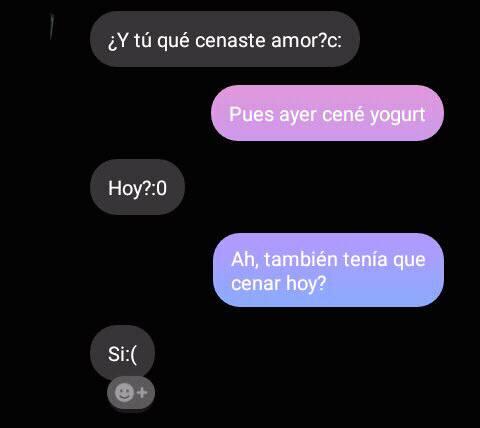 ¿Y tú qué cenaste amor?c:
Pues ayer cené yogurt
Hoy?:0
Ah, también tenía que
cenar hoy?
Si:(